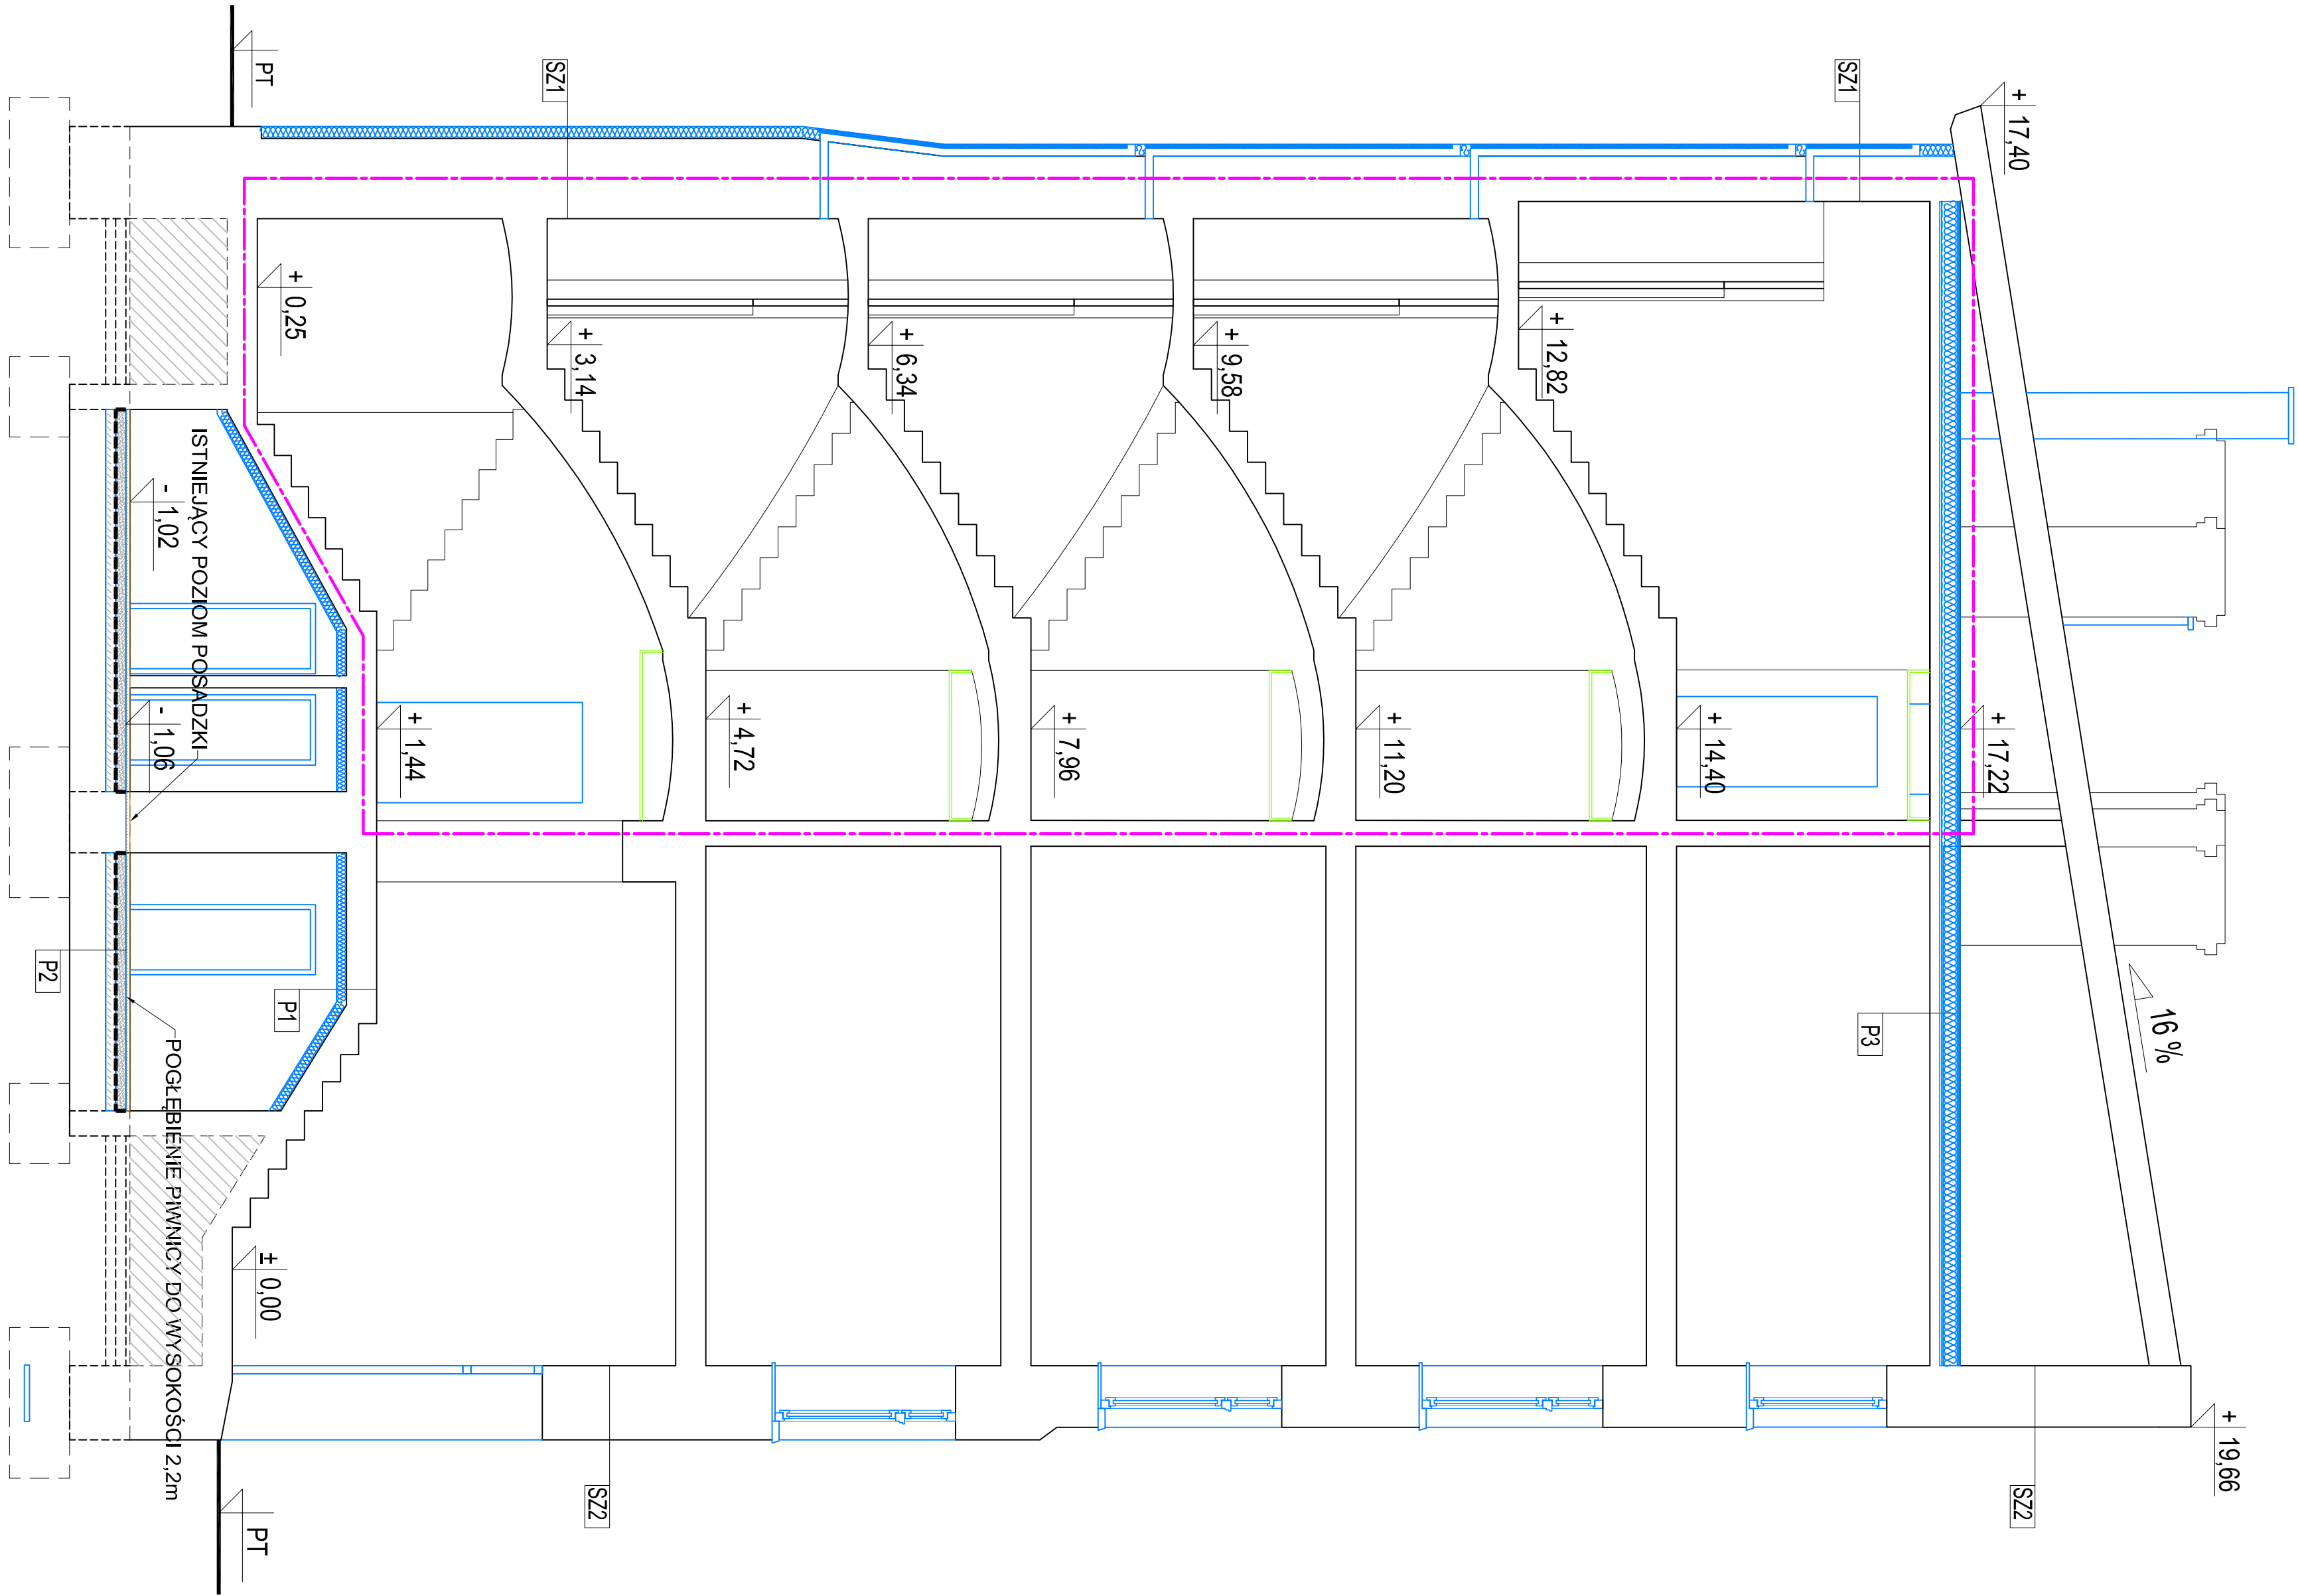 PT
SZ1
SZ1
+ 17,40
+ 0,25
+ 3,14
+ 6,34
+ 9,58
+ 12,82
- 1,02
ISTNIEJĄCY POZIOM POSADZKI
- 1,06
+ 1,44
+ 4,72
+ 7,96
+ 11,20
+ 14,40
+ 17,22
P2
P1
P3
16 %
POGŁĘBIENIE PIWNICY DO WYSOKOŚCI 2,2m
± 0,00
PT
SZ2
SZ2
+ 19,66